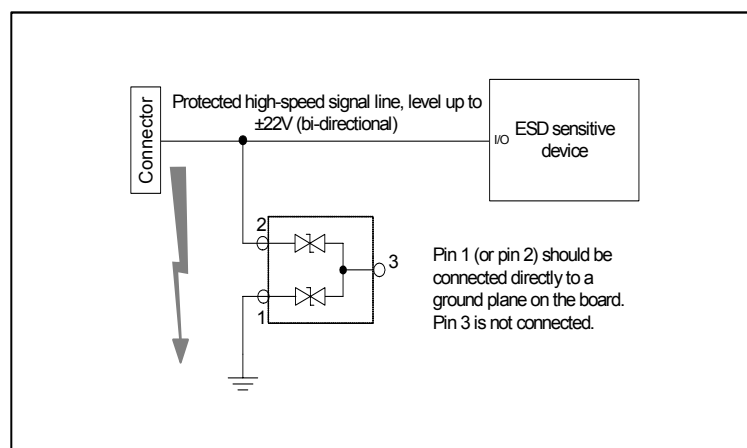 Connector
Protected high-speed signal line, level up to
±22V (bi-directional)
I/O
ESD sensitive
device
2
3
1
Pin 1 (or pin 2) should be
connected directly to a
ground plane on the board.
Pin 3 is not connected.